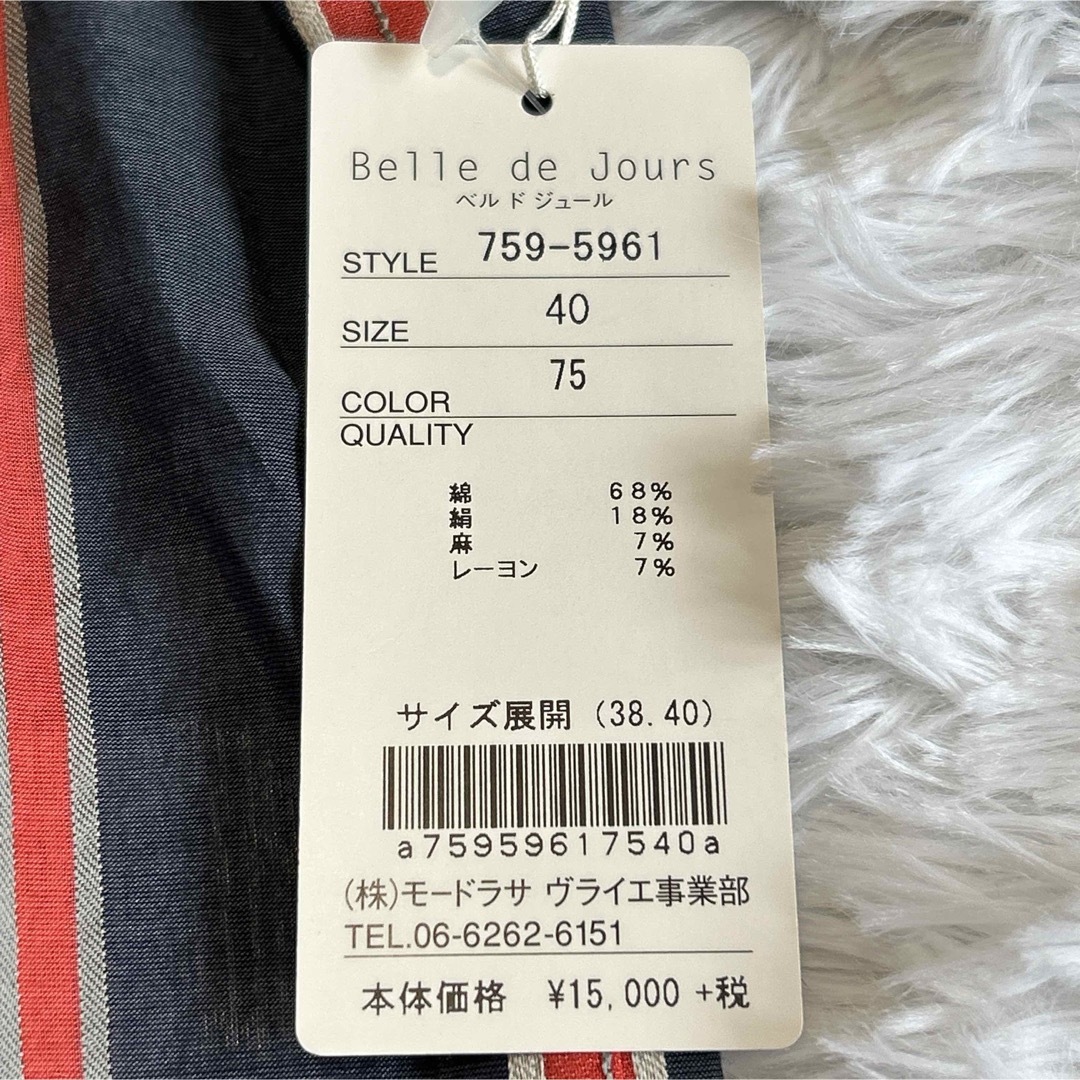 Belle de Jours
ベル ド ジュール
STYLE 759-5961
SIZE 40
COLOR 75
QUALITY
綿 68%
絹 18%
麻 7%
レーヨン 7%
サイズ展開 (38.40)
a7595961 7540a
(株)モードラサ ヴライエ事業部
TEL.06-6262-6151
本体価格 ¥15,000 +税